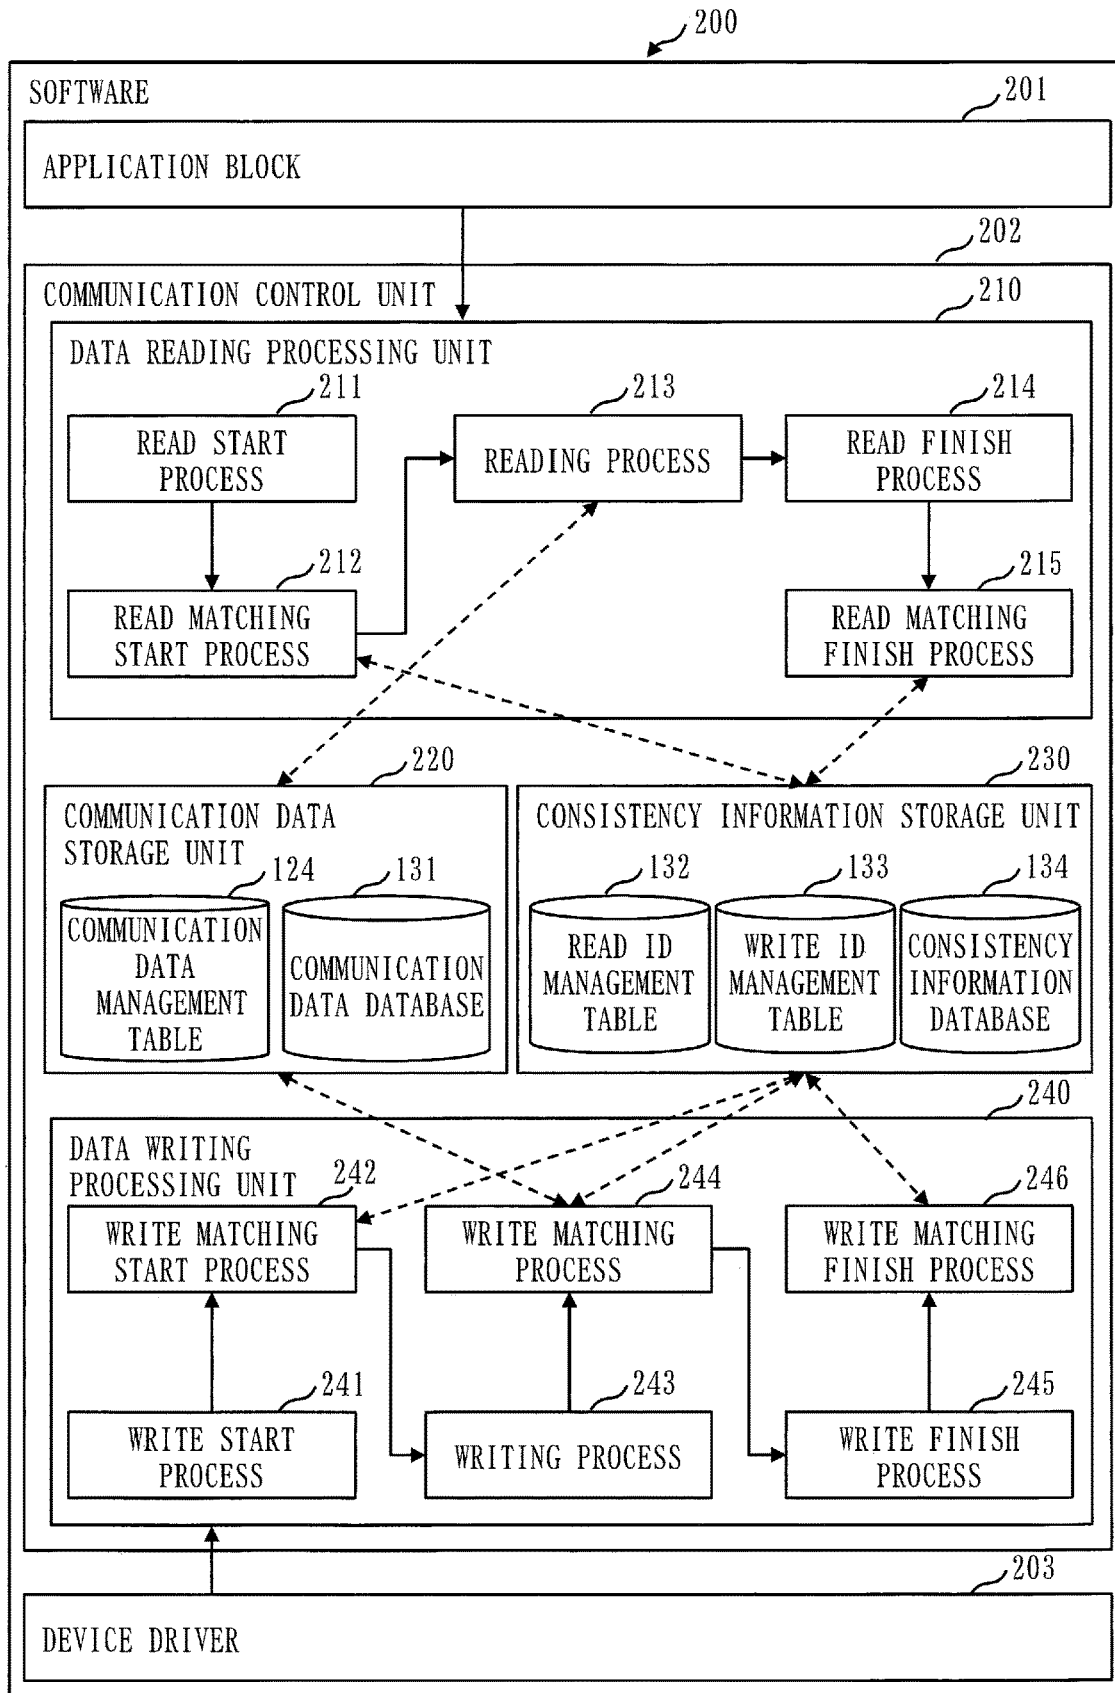 200
SOFTWARE
201
APPLICATION BLOCK
202
COMMUNICATION CONTROL UNIT
210
DATA READING PROCESSING UNIT
211
READ START
PROCESS
213
READING PROCESS
214
READ FINISH
PROCESS
212
READ MATCHING
START PROCESS
215
READ MATCHING
FINISH PROCESS
220
COMMUNICATION DATA
STORAGE UNIT
124
COMMUNICATION
DATA
MANAGEMENT
TABLE
131
COMMUNICATION
DATA DATABASE
230
CONSISTENCY INFORMATION STORAGE UNIT
132
READ ID
MANAGEMENT
TABLE
133
WRITE ID
MANAGEMENT
TABLE
134
CONSISTENCY
INFORMATION
DATABASE
240
DATA WRITING
PROCESSING UNIT
242
WRITE MATCHING
START PROCESS
244
WRITE MATCHING
PROCESS
246
WRITE MATCHING
FINISH PROCESS
241
WRITE START
PROCESS
243
WRITING PROCESS
245
WRITE FINISH
PROCESS
203
DEVICE DRIVER